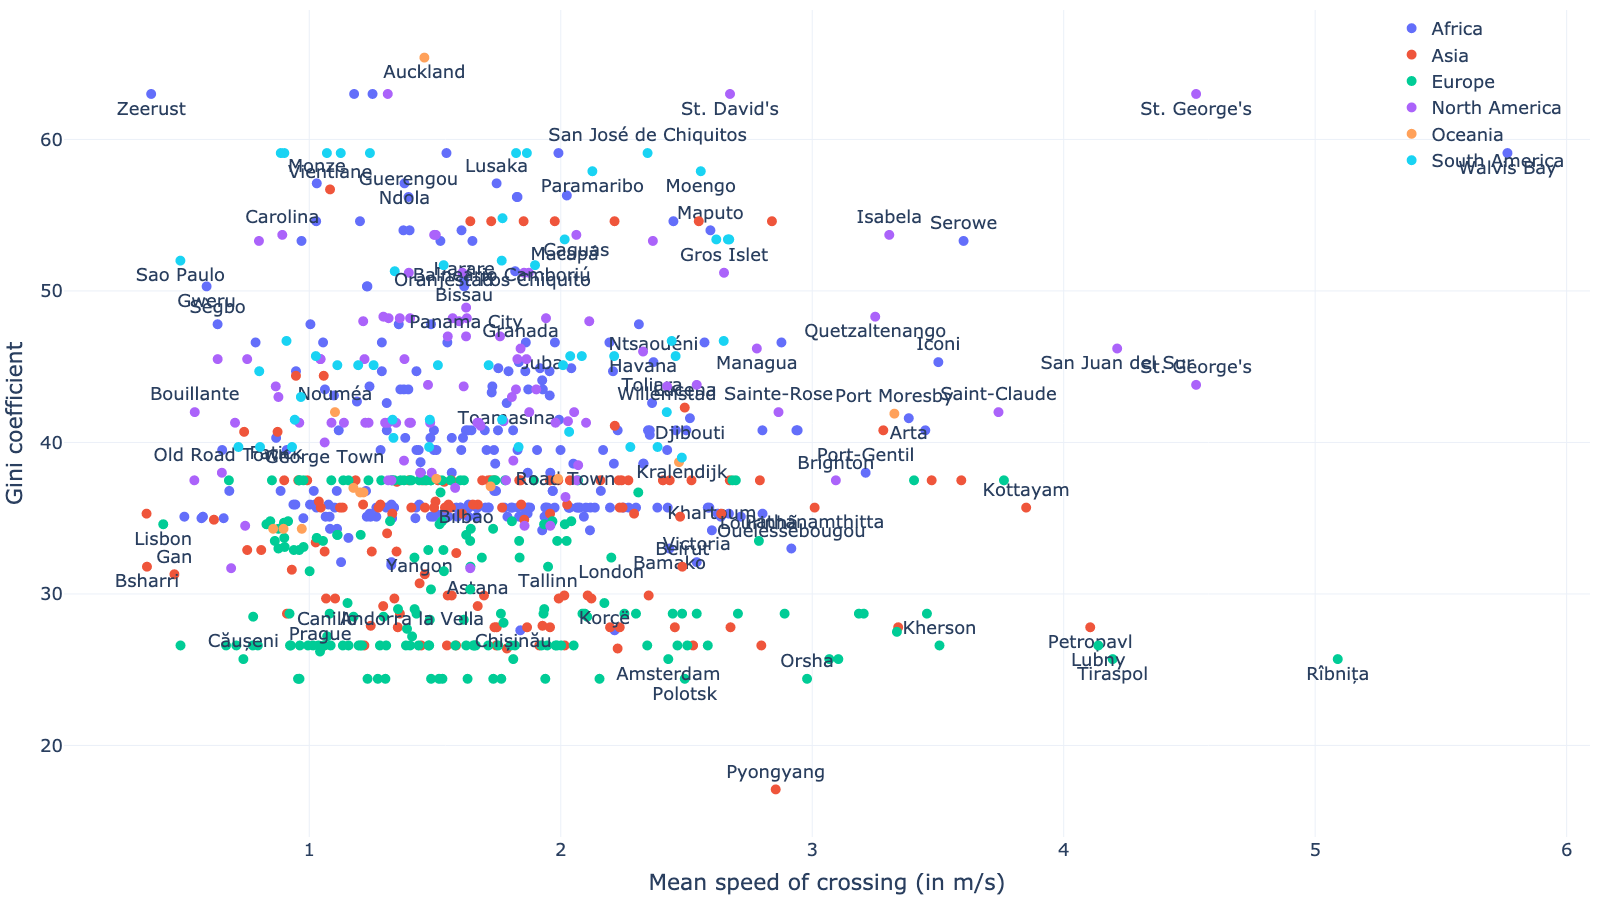 Africa
Asia
Europe
North America
Oceania
South America
Auckland
Zeerust
St. David's
St. George's
60
San José de Chiquitos
Monze
Vientiane
Lusaka
Walvis Bay
Guerengou
Ndola
Paramaribo
Moengo
Carolina
Maputo
Isabela
Serowe
Caguas
Macapá
Gros Islet
Sao Paulo
Harare
Balneário Camboriú
Oranjestad
50
Gweru
Segbo
Bissau
Panama City
Granada
Quetzaltenango
Ntsaouéni
Iconi
Juba
Havana
Managua
San Juan del Sur
St. George's
Bouillante
Nouméa
Toliara
Willemstad
Sainte-Rose
Port Moresby
Saint-Claude
Toamasina
Djibouti
Arta
40
Old Road Town
George Town
Port-Gentil
Brighton
Road Town
Kralendijk
Kottayam
Bilbao
Khartoum
Pathanamthitta
Ouelessebougou
Lisbon
Gan
Victoria
Beirut
Bamako
Yangon
London
Bsharri
Astana
Tallinn
30
Canillo
Andorra la Vella
Korçë
Kherson
Prague
Căușeni
Chișinău
Petropavl
Lubny
Orsha
Amsterdam
Tiraspol
Rîbnița
Polotsk
20
Pyongyang
1
2
3
4
5
6
Mean speed of crossing (in m/s)
Gini coefficient